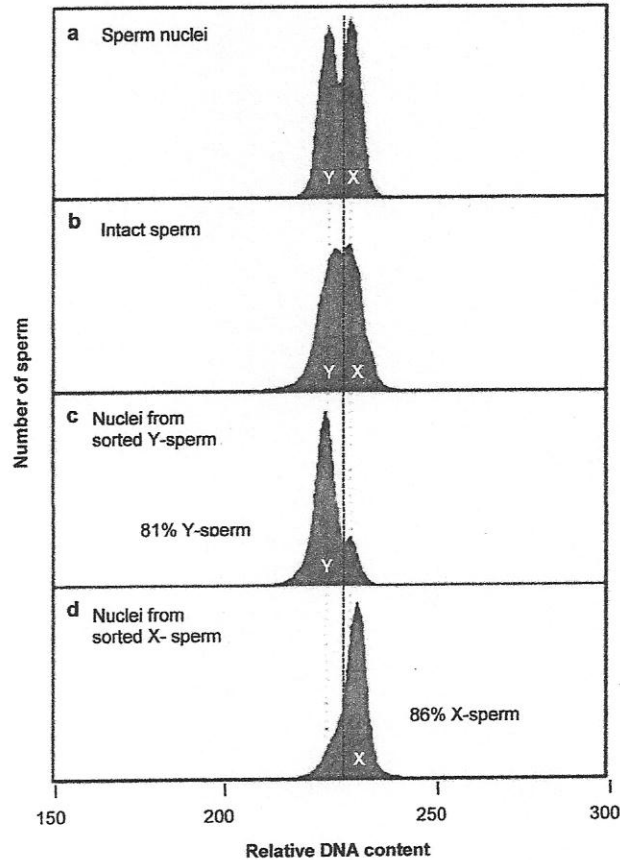 a Sperm nuclei
Y X
b Intact sperm
Y X
c Nuclei from
sorted Y-sperm
81% Y-sperm
Y
d Nuclei from
sorted X- sperm
86% X-sperm
X
Number of sperm
150 200 250 300
Relative DNA content